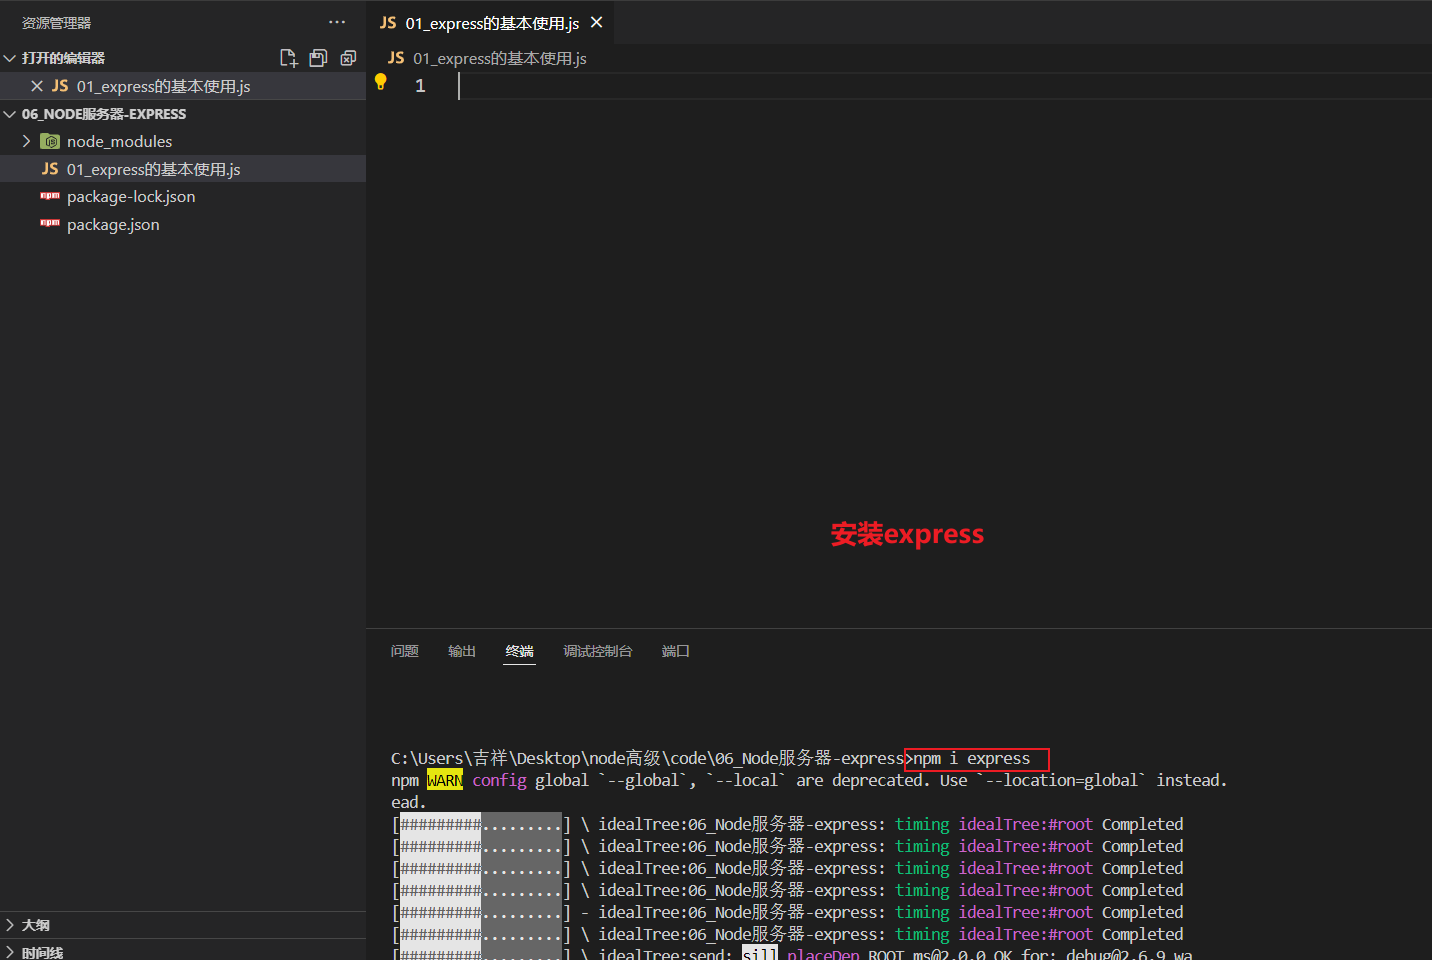 资源管理器 ···
打开的编辑器
JS 01_express的基本使用.js
06_NODE服务器-EXPRESS
node_modules
JS 01_express的基本使用.js
package-lock.json
package.json
大纲
时间线
JS 01_express的基本使用.js
JS 01_express的基本使用.js
1
安装express
问题 输出 终端 调试控制台 端口
C:\Users\吉祥\Desktop\node高级\code\06_Node服务器-express>npm i express
npm WARN config global `--global`, `--local` are deprecated. Use `--location=global` instead.
ead.
[#########.........] \ idealTree:06_Node服务器-express: timing idealTree:#root Completed
[#########.........] \ idealTree:06_Node服务器-express: timing idealTree:#root Completed
[#########.........] \ idealTree:06_Node服务器-express: timing idealTree:#root Completed
[#########.........] \ idealTree:06_Node服务器-express: timing idealTree:#root Completed
[#########.........] - idealTree:06_Node服务器-express: timing idealTree:#root Completed
[#########.........] \ idealTree:06_Node服务器-express: timing idealTree:#root Completed
[#########.........] \ idealTree:send: sill placeDep ROOT ms@2.0.0 OK for: debug@2.6.9 wa